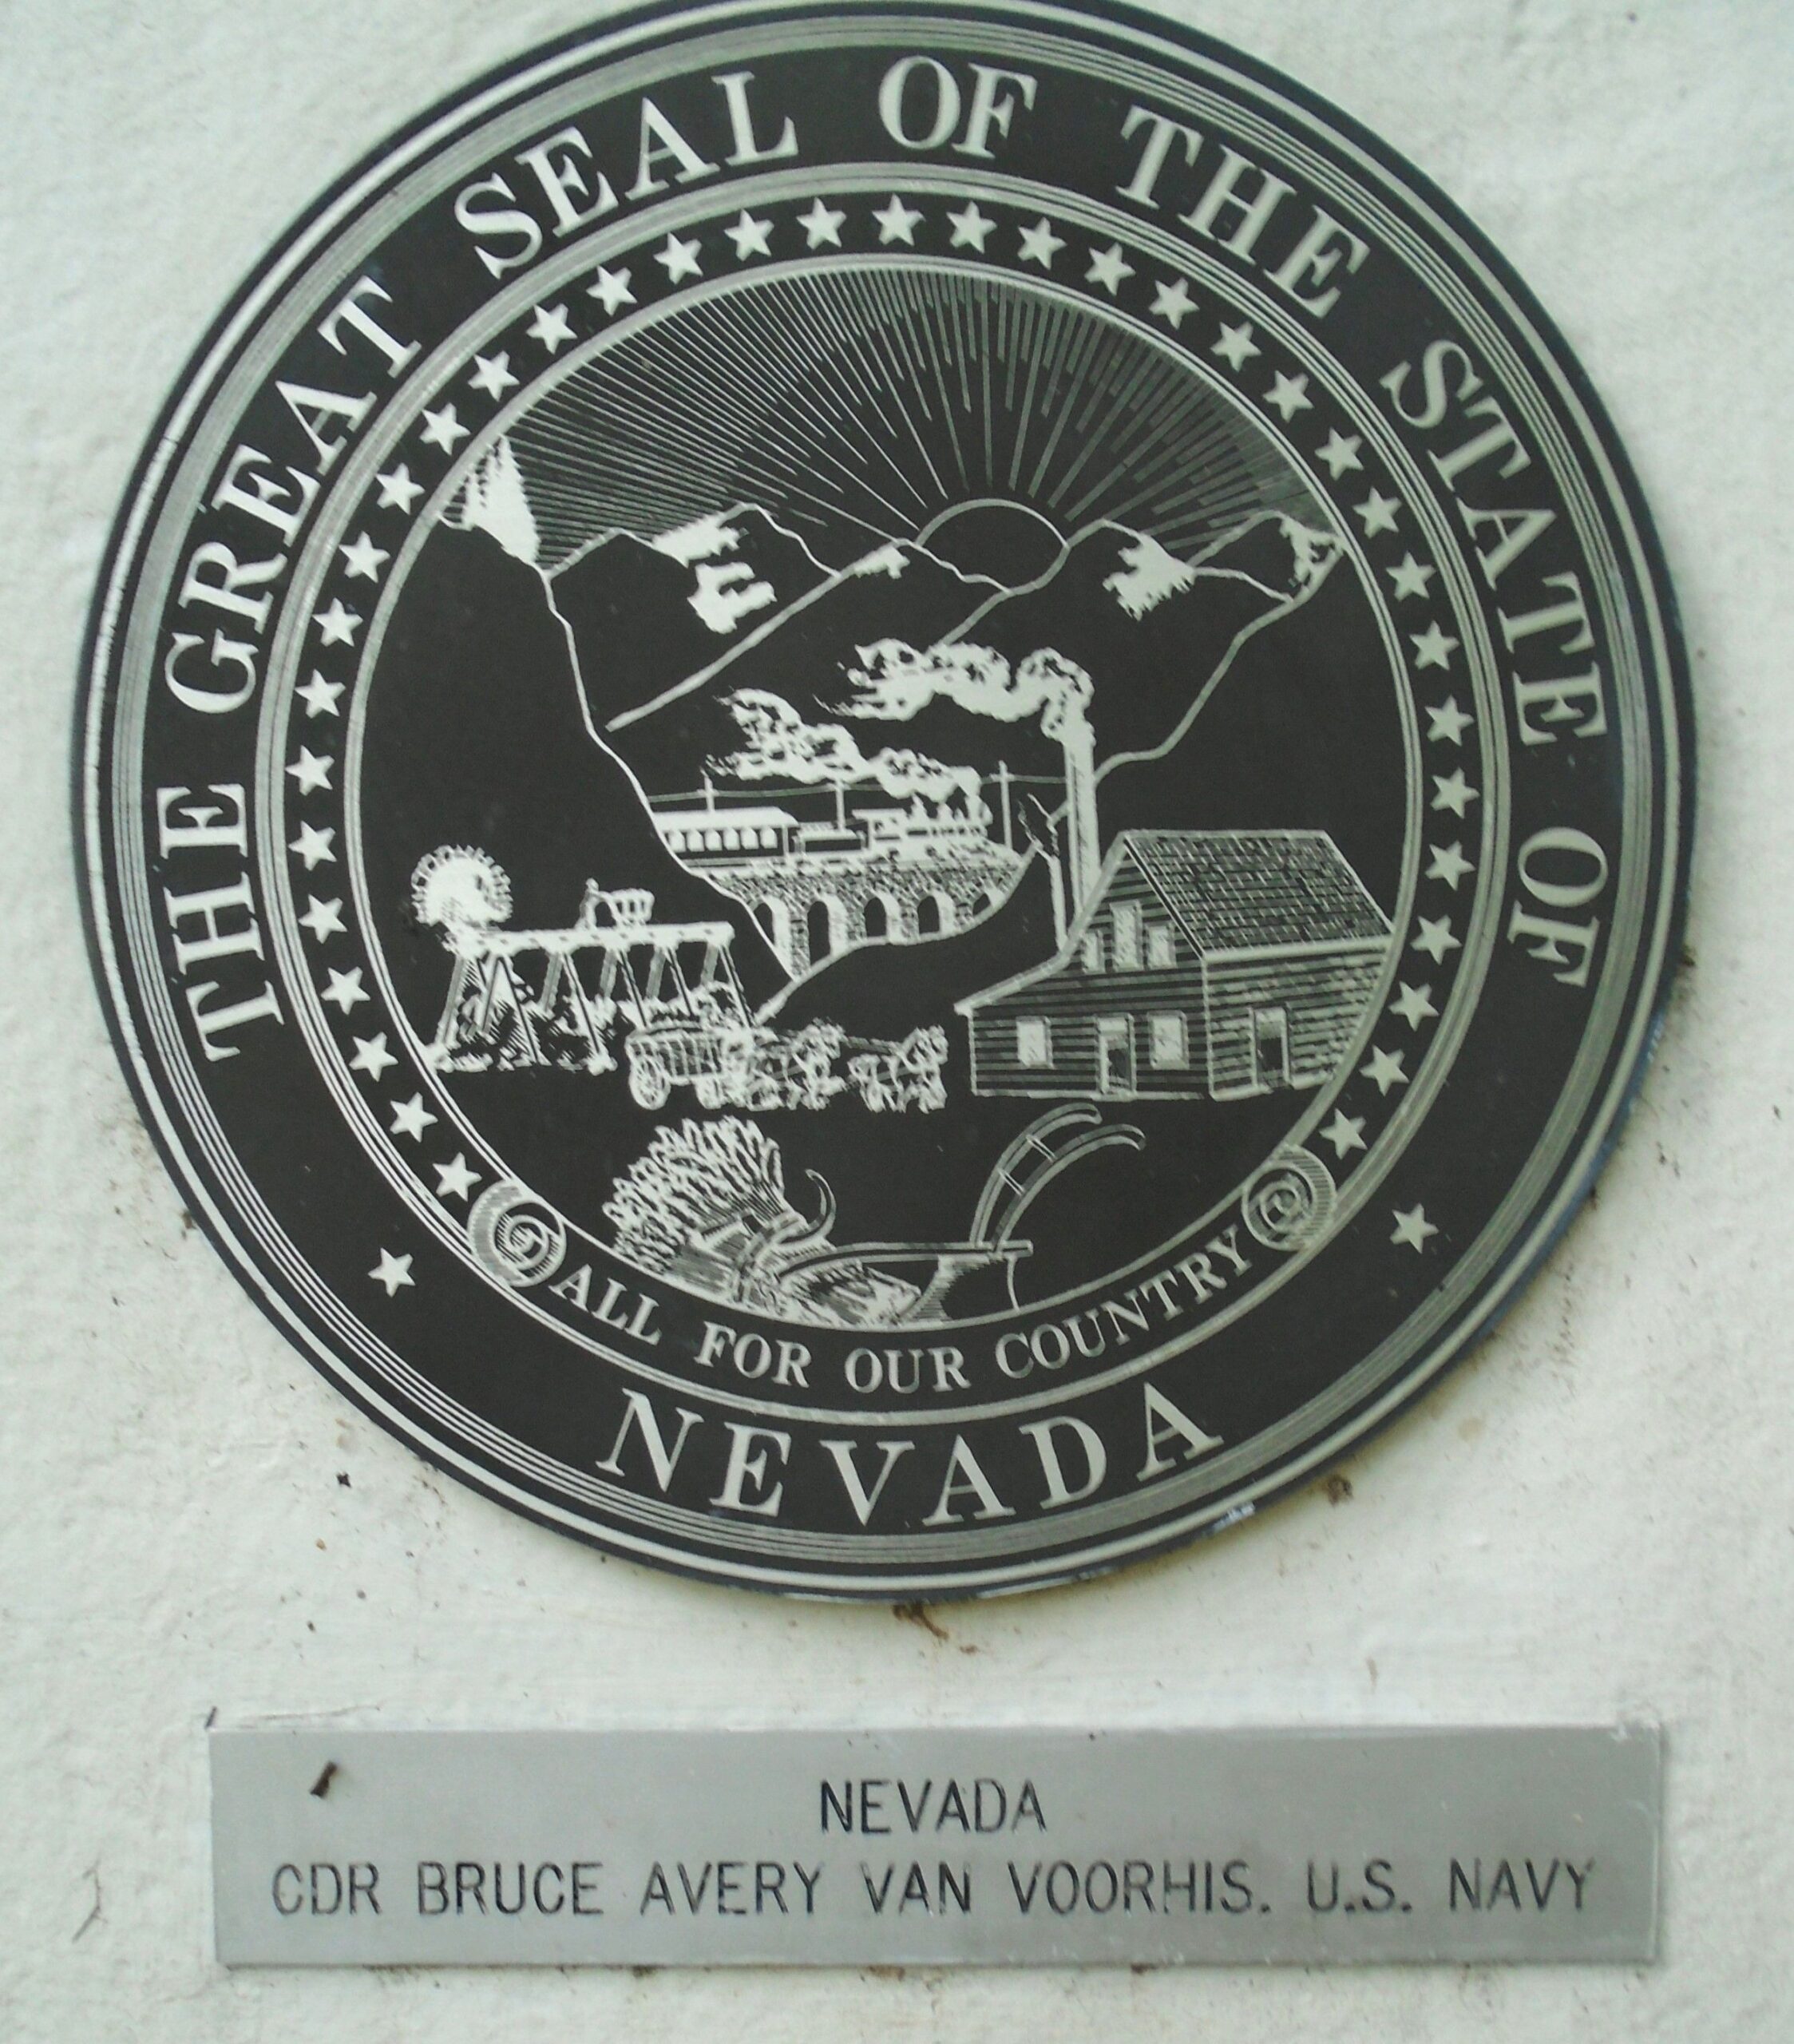 THE GREAT SEAL OF THE STATE OF
NEVADA
ALL FOR OUR COUNTRY
NEVADA
CDR BRUCE AVERY VAN VOORHIS. U.S. NAVY